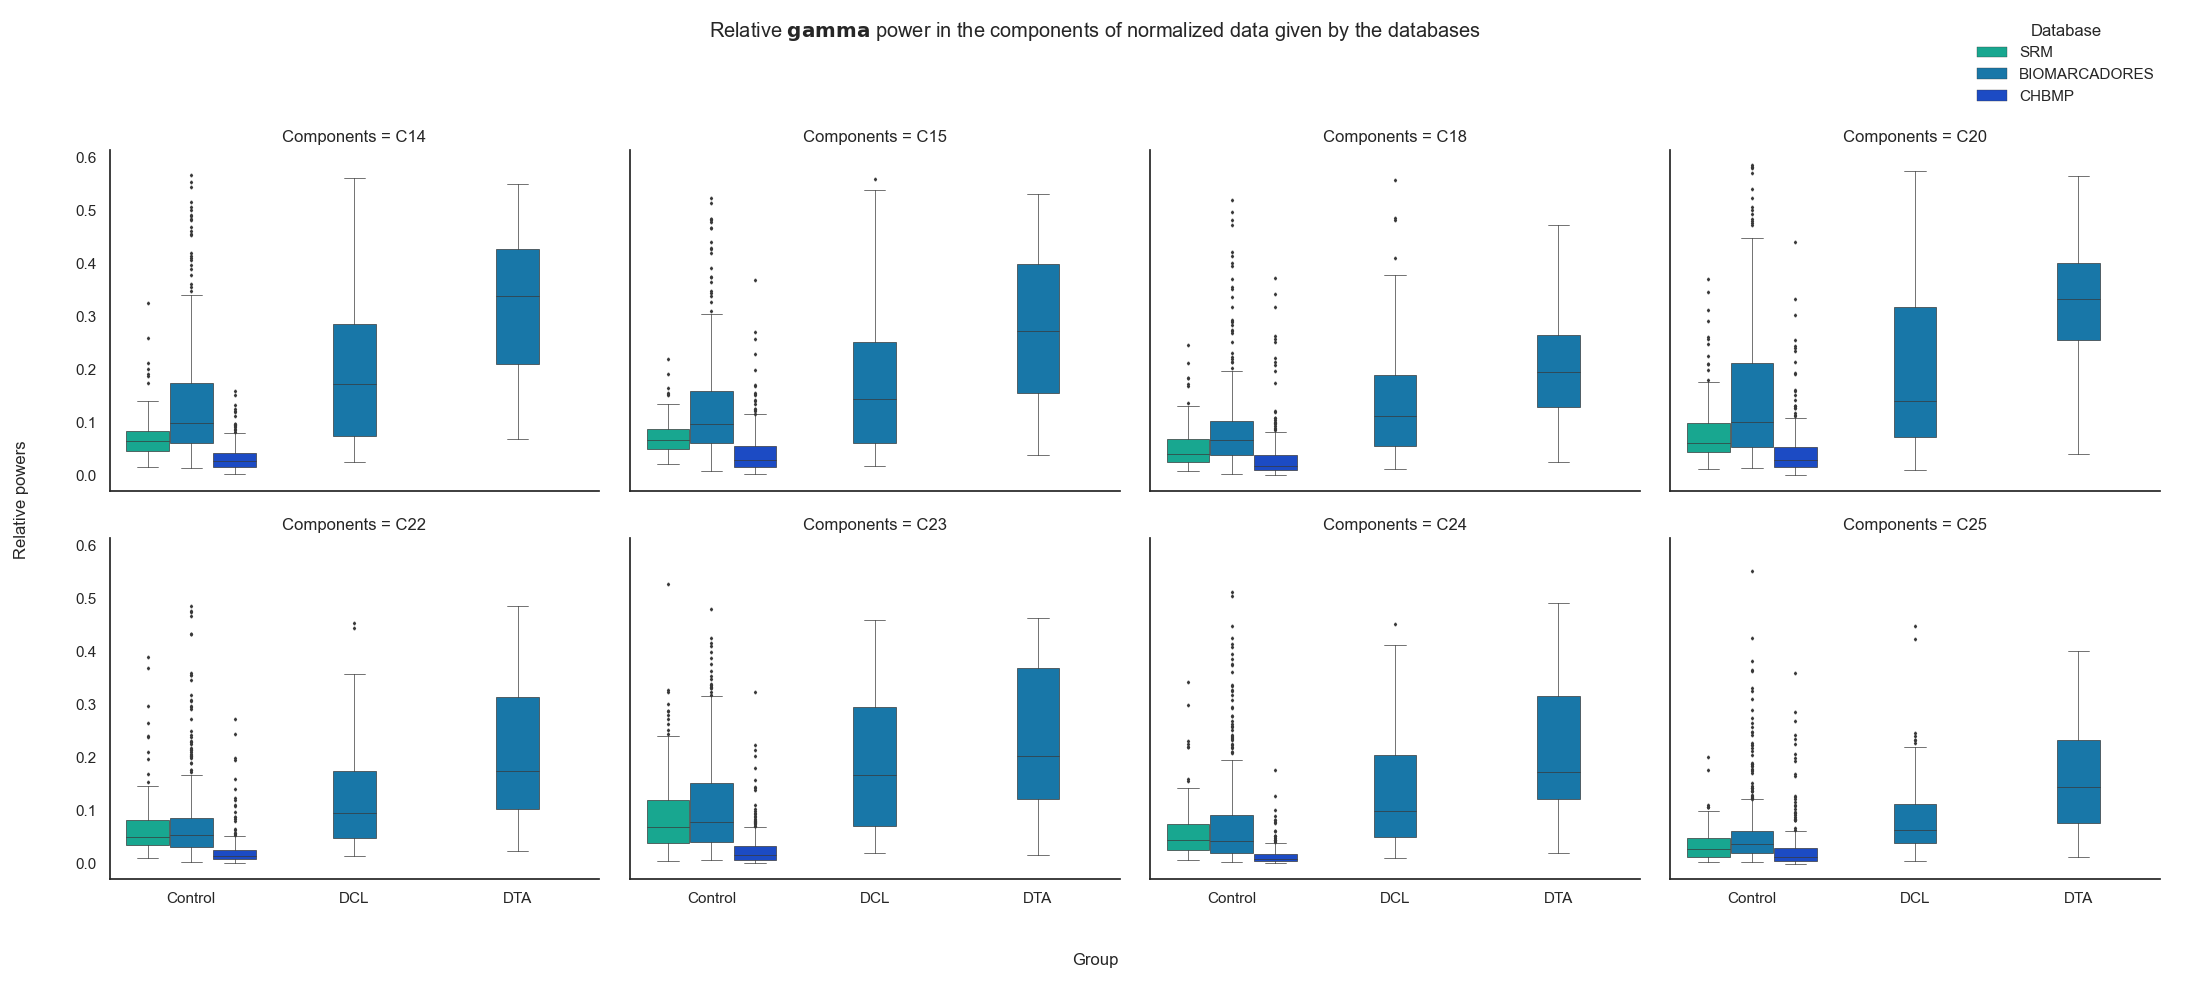 Relative gamma power in the components of normalized data given by the databases
Database
SRM
BIOMARCADORES
CHBMP
Components = C14
Components = C15
Components = C18
Components = C20
0.6
0.5
0.4
0.3
0.2
0.1
0.0
Components = C22
Components = C23
Components = C24
Components = C25
0.6
0.5
0.4
0.3
0.2
0.1
0.0
Relative powers
Control DCL DTA
Control DCL DTA
Control DCL DTA
Control DCL DTA
Group